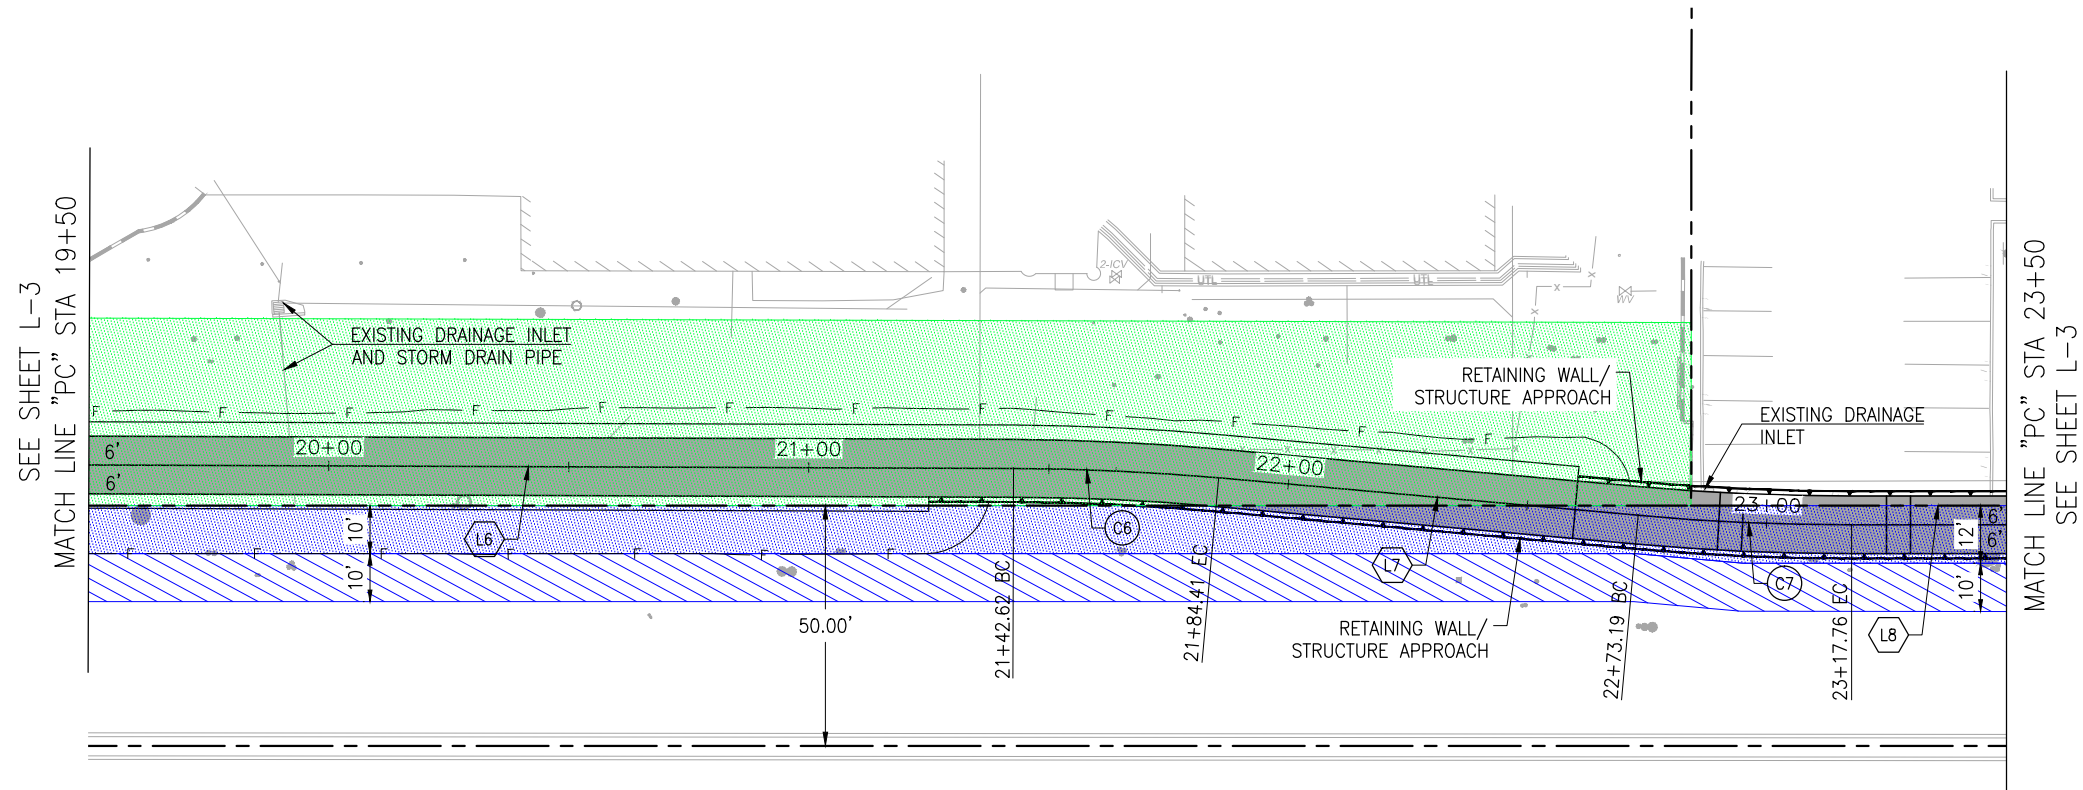 SEE SHEET L-3
MATCH LINE "PC" STA 19+50
2-ICV
UTL
UTL
WV
X
X
X
EXISTING DRAINAGE INLET
AND STORM DRAIN PIPE
RETAINING WALL/
STRUCTURE APPROACH
EXISTING DRAINAGE
INLET
F
F
F
F
F
F
F
F
F
F
F
F
6'
6'
20+00
21+00
22+00
23+00
6'
6'
10'
10'
12'
10'
L6
C6
L7
C7
L8
F
F
F
F
F
F
F
50.00'
21+42.62 BC
21+84.41 EC
22+73.19 BC
23+17.76 EC
RETAINING WALL/
STRUCTURE APPROACH
MATCH LINE "PC" STA 23+50
SEE SHEET L-3